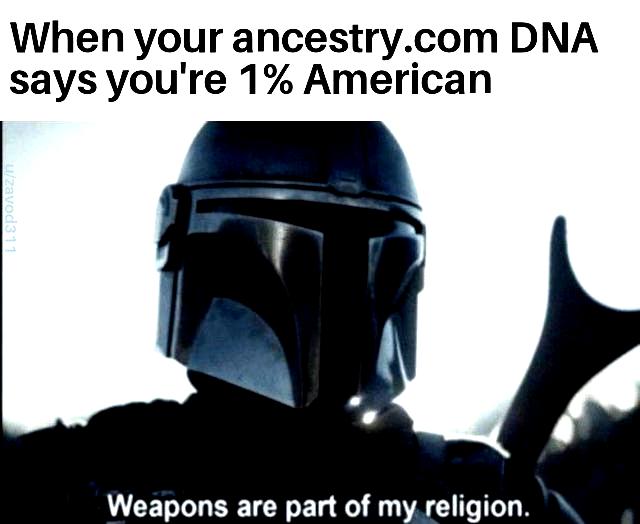 When your ancestry.com DNA
says you're 1% American
u/zavod311
Weapons are part of my religion.